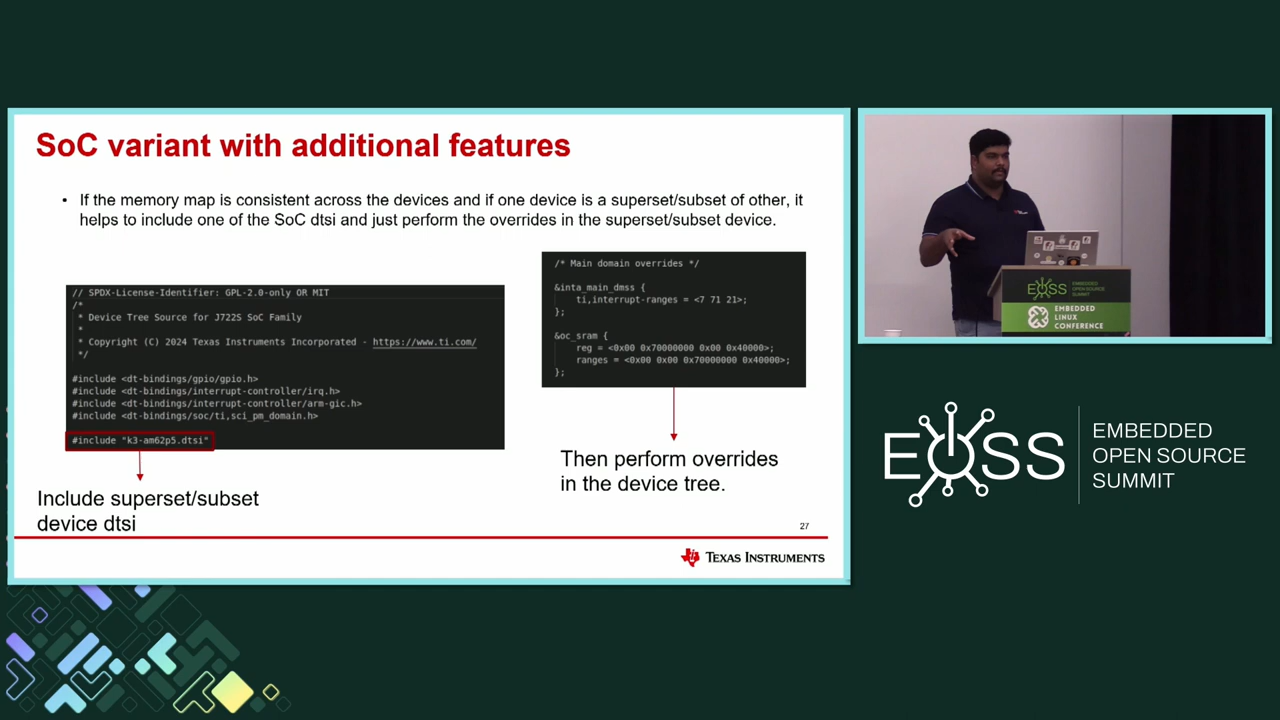 SoC variant with additional features
• If the memory map is consistent across the devices and if one device is a superset/subset of other, it
helps to include one of the SoC dtsi and just perform the overrides in the superset/subset device.
// SPDX-License-Identifier: GPL-2.0-only OR MIT
/*
* Device Tree Source for J722S SoC Family
*
* Copyright (C) 2024 Texas Instruments Incorporated - https://www.ti.com/
*/
#include <dt-bindings/gpio/gpio.h>
#include <dt-bindings/interrupt-controller/irq.h>
#include <dt-bindings/interrupt-controller/arm-gic.h>
#include <dt-bindings/soc/ti,sci_pm_domain.h>
#include "k3-am62p5.dtsi"
Include superset/subset
device dtsi
/* Main domain overrides */
&inta_main_dmss {
ti,interrupt-ranges = <7 71 21>;
};
&oc_sram {
reg = <0x00 0x70000000 0x00 0x40000>;
ranges = <0x00 0x00 0x70000000 0x40000>;
};
Then perform overrides
in the device tree.
27
TEXAS INSTRUMENTS
EOSS
EMBEDDED
OPEN SOURCE
SUMMIT
EMBEDDED
LINUX
CONFERENCE
EOSS
EMBEDDED
OPEN SOURCE
SUMMIT